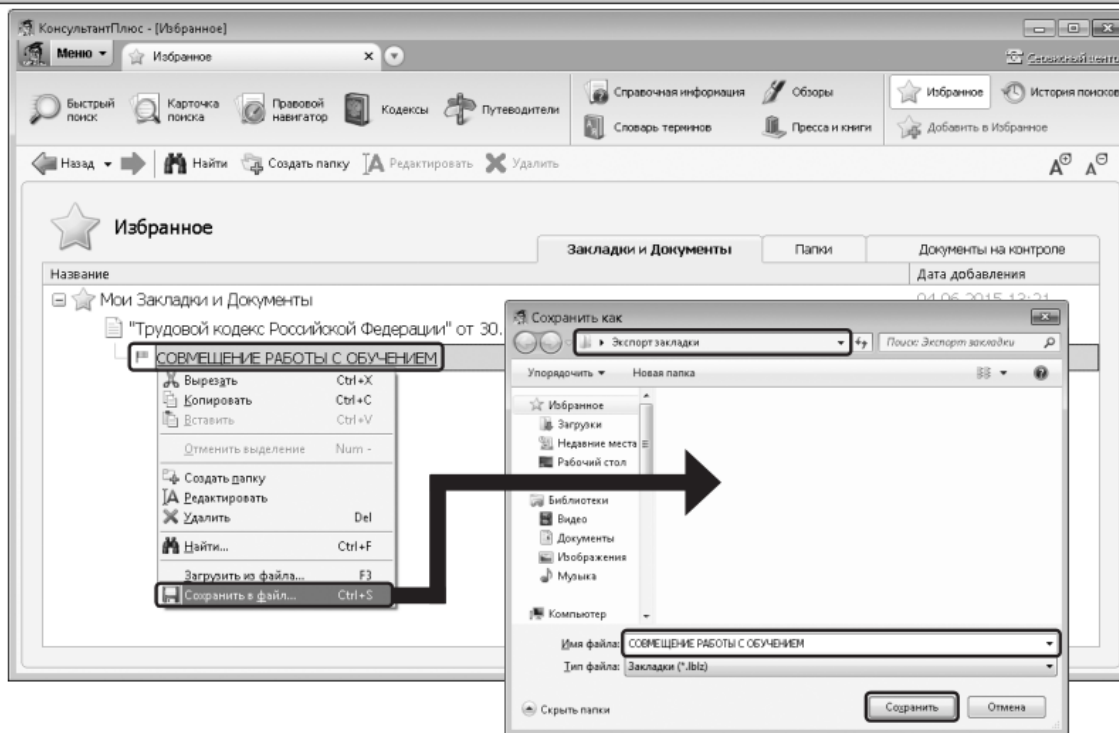 КонсультантПлюс - [Избранное]
Меню
Избранное
Сервисный центр
Быстрый поиск
Карточка поиска
Правовой навигатор
Кодексы
Путеводители
Справочная информация
Словарь терминов
Обзоры
Пресса и книги
Избранное
История поисков
Добавить в Избранное
Назад
Найти
Создать папку
Редактировать
Удалить
Избранное
Закладки и Документы
Папки
Документы на контроле
Название
Дата добавления
Мои Закладки и Документы
04.06.2015 13:21
"Трудовой кодекс Российской Федерации" от 30.
СОВМЕЩЕНИЕ РАБОТЫ С ОБУЧЕНИЕМ
Вырезать Ctrl+X
Копировать Ctrl+C
Вставить Ctrl+V
Отменить выделение Num -
Создать папку
Редактировать
Удалить Del
Найти... Ctrl+F
Загрузить из файла... F3
Сохранить в файл... Ctrl+S
Сохранить как
Экспорт закладки
Поиск: Экспорт закладки
Упорядочить
Новая папка
Избранное
Загрузки
Недавние места
Рабочий стол
Библиотеки
Видео
Документы
Изображения
Музыка
Компьютер
Имя файла: СОВМЕЩЕНИЕ РАБОТЫ С ОБУЧЕНИЕМ
Тип файла: Закладки (*.lblz)
Скрыть папки
Сохранить
Отмена